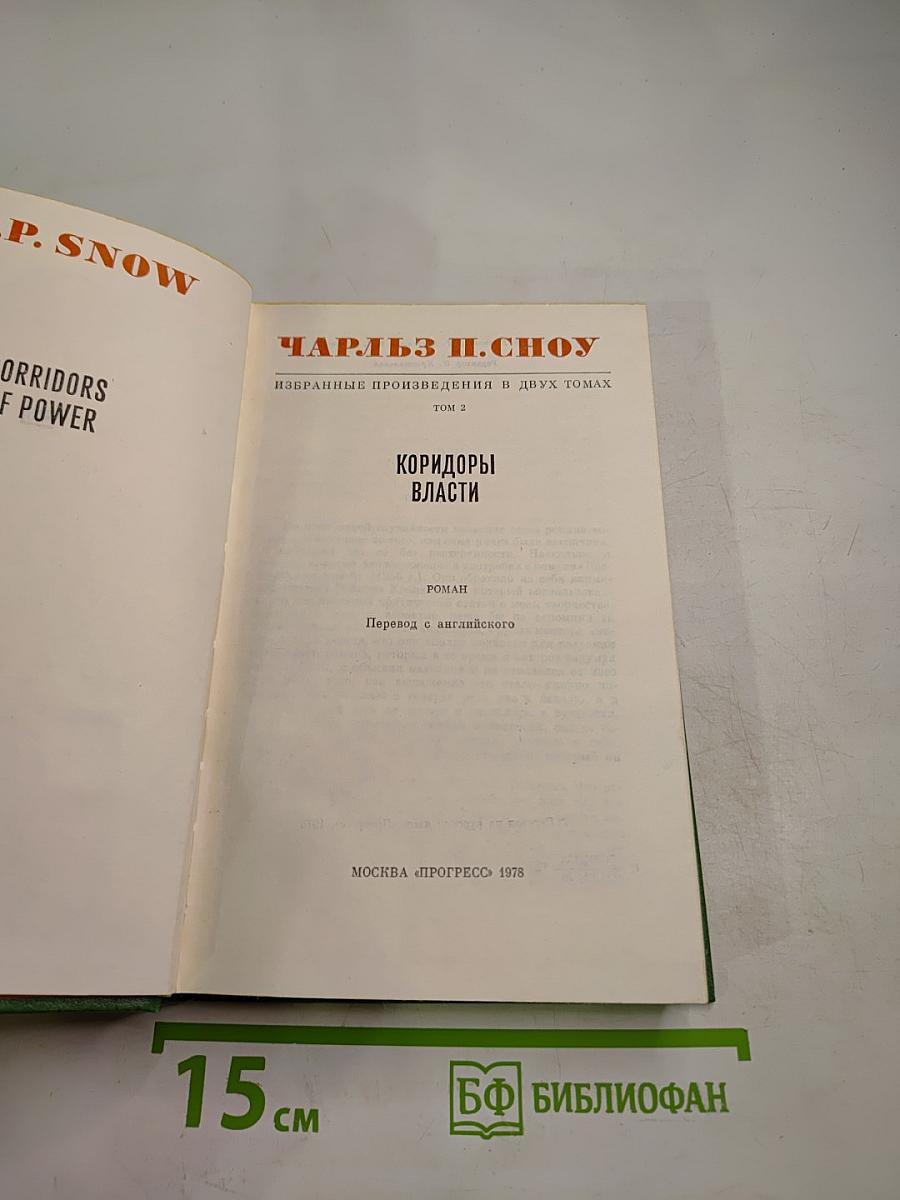 .P. SNOW
ORRIDORS
F POWER
ЧАРЛЬЗ П. СНОУ
ИЗБРАННЫЕ ПРОИЗВЕДЕНИЯ В ДВУХ ТОМАХ
ТОМ 2
КОРИДОРЫ
ВЛАСТИ
РОМАН
Перевод с английского
МОСКВА «ПРОГРЕСС» 1978
15 см
БФ БИБЛИОФАН